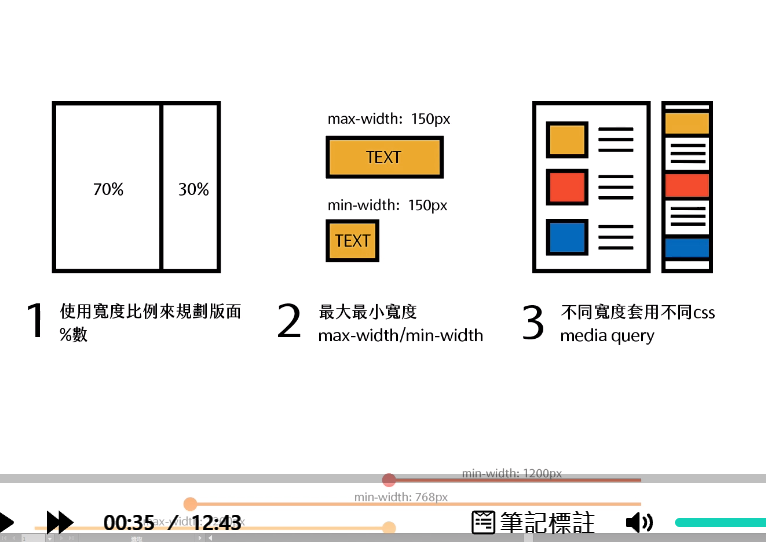 max-width: 150px
TEXT
70%
30%
min-width: 150px
TEXT
1
使用寬度比例來規劃版面
%數
2
最大最小寬度
max-width/min-width
3
不同寬度套用不同css
media query
min-width: 1200px
min-width: 768px
00:35 / 12:43
筆記標註